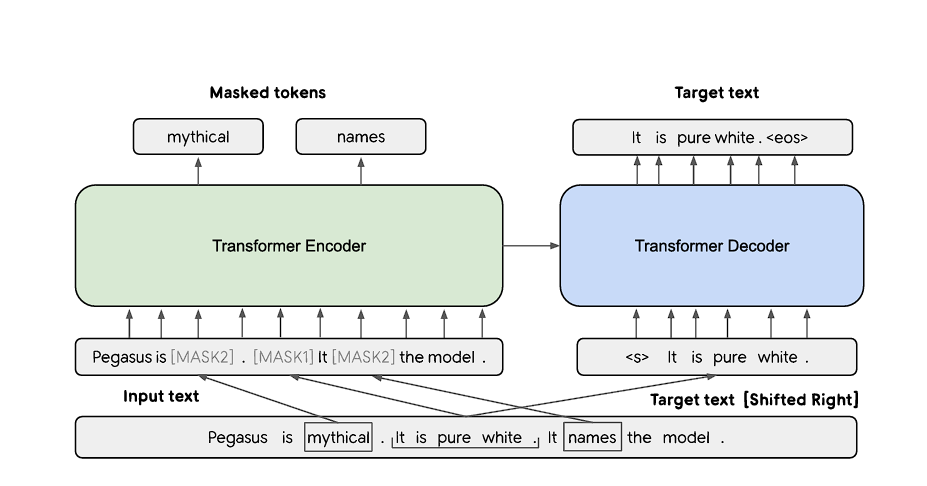 Masked tokens
Target text
mythical
names
It is pure white . <eos>
Transformer Encoder
Transformer Decoder
Pegasus is [MASK2] . [MASK1] It [MASK2] the model .
<s> It is pure white .
Input text
Target text [Shifted Right]
Pegasus is mythical . It is pure white . It names the model .